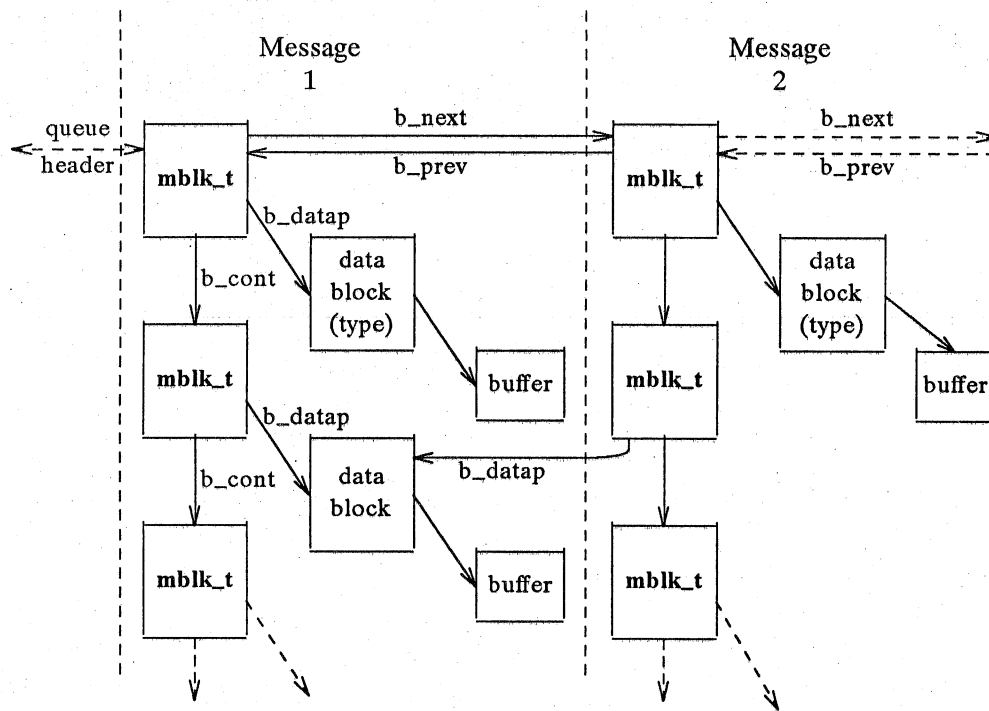 Message
1
Message
2
queue
header
b_next
b_prev
b_next
b_prev
mblk_t
mblk_t
b_datap
b_cont
data
block
(type)
data
block
(type)
buffer
buffer
mblk_t
mblk_t
b_datap
b_datap
b_cont
data
block
buffer
mblk_t
mblk_t